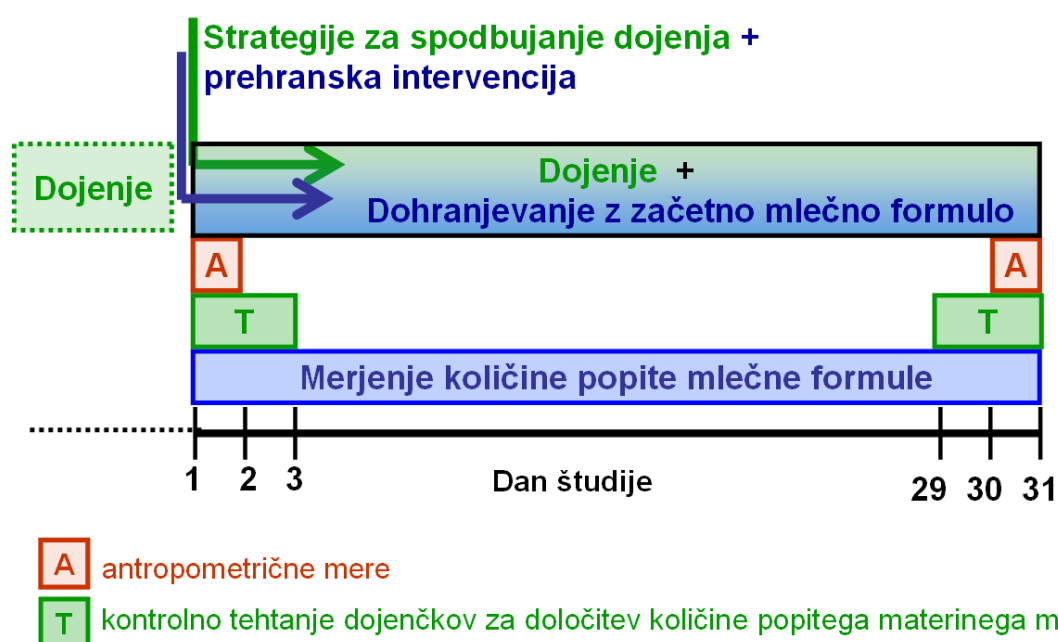 Strategije za spodbujanje dojenja +
prehranska intervencija
Dojenje
Dojenje +
Dohranjevanje z začetno mlečno formulo
A A
T T
Merjenje količine popite mlečne formule
1 2 3 Dan študije 29 30 31
A antropometrične mere
T kontrolno tehtanje dojenčkov za določitev količine popitega materinega